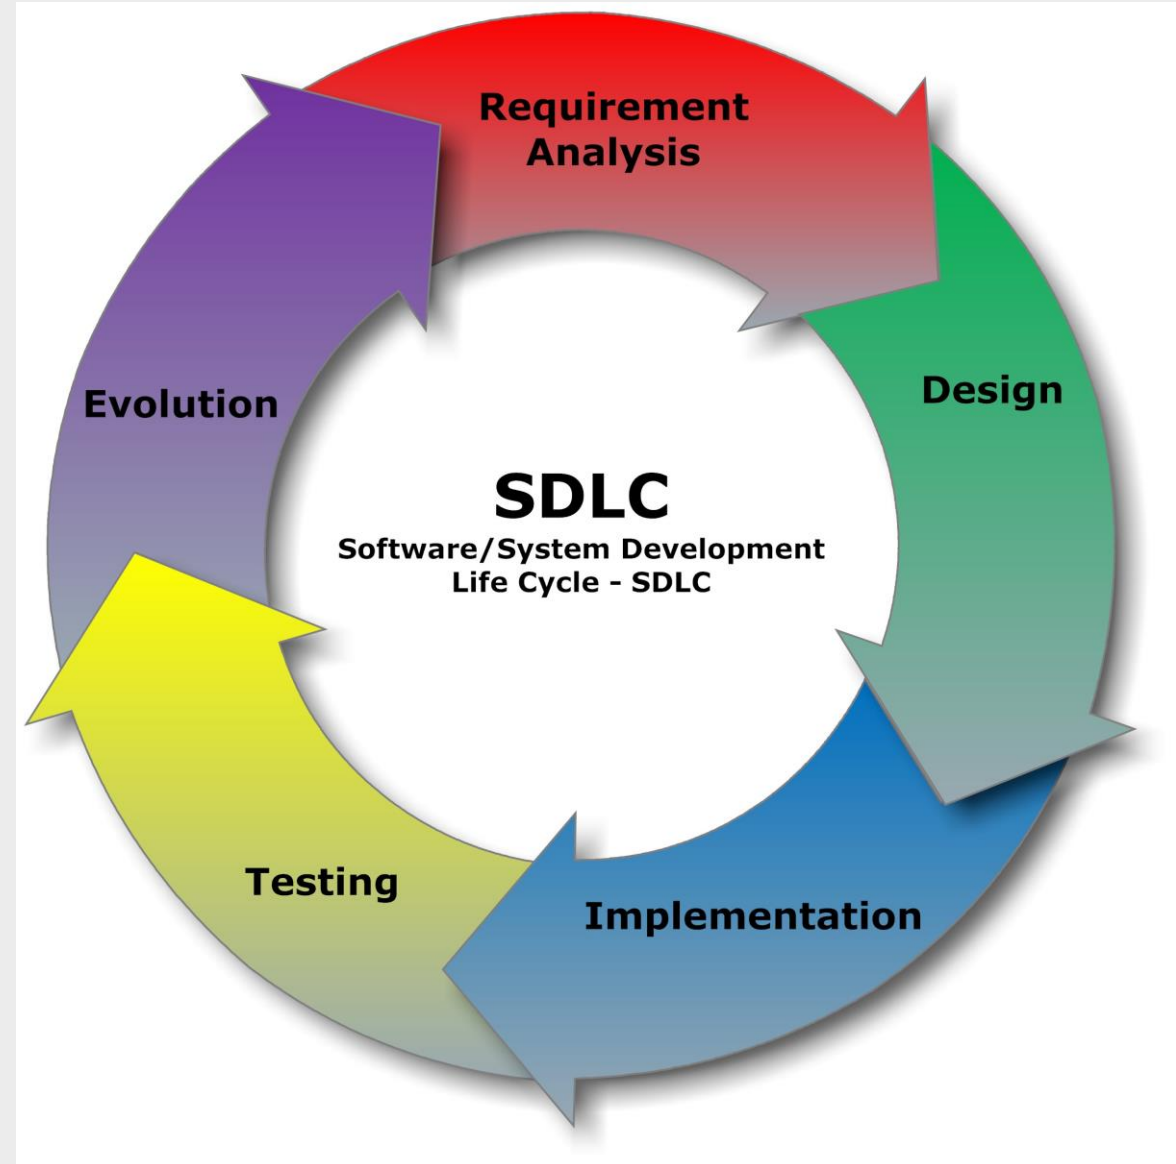 Requirement
Analysis
Design
Implementation
Testing
Evolution
SDLC
Software/System Development
Life Cycle - SDLC